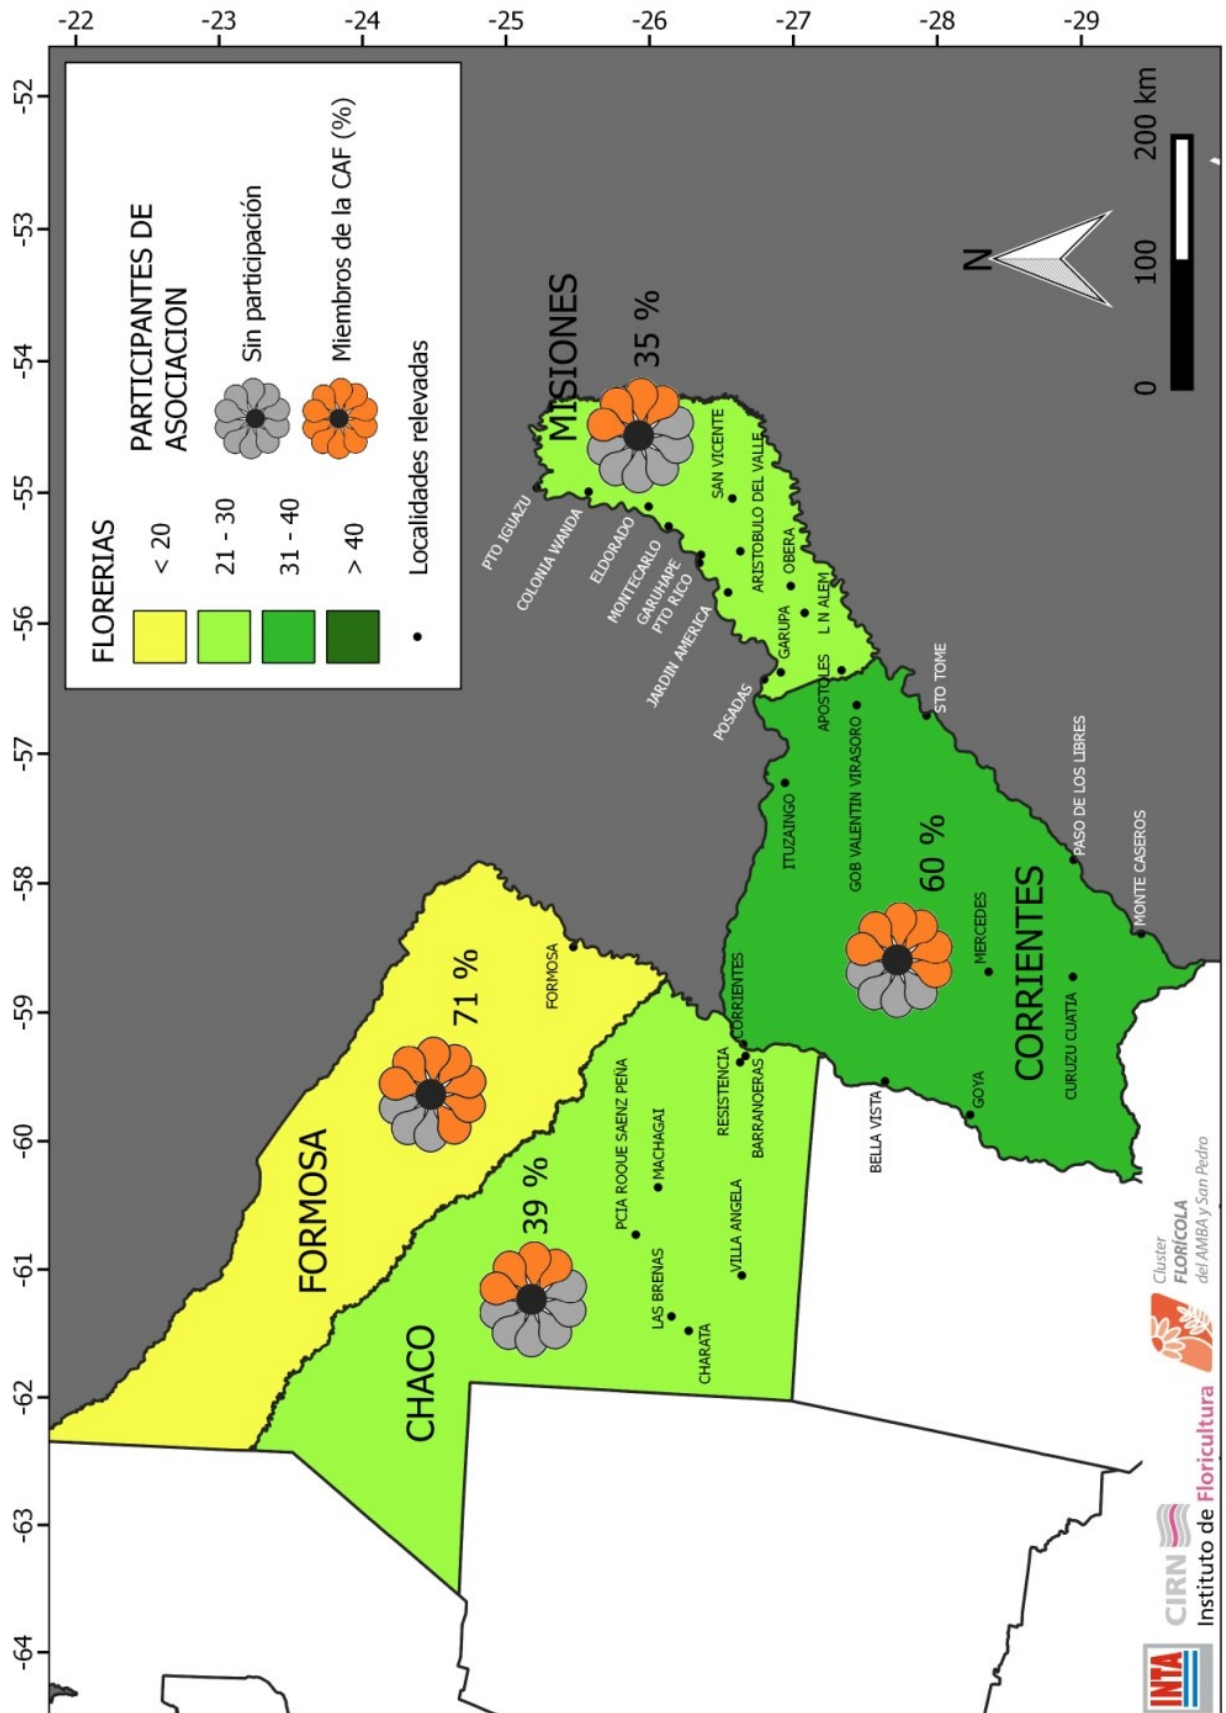 -22
-23
-24
-25
-26
-27
-28
-29
-52
-53
-54
-55
-56
-57
-58
-59
-60
-61
-62
-63
-64
FLORERIAS
< 20
21 - 30
31 - 40
> 40
Localidades relevadas
PARTICIPANTES DE
ASOCIACION
Sin participación
Miembros de la CAF (%)
FORMOSA
71 %
FORMOSA
CHACO
39 %
PCIA ROQUE SAENZ PEÑA
MACHAGAI
LAS BREÑAS
CHARATA
VILLA ANGELA
RESISTENCIA
BARRANQERAS
MISIONES
35 %
PTO IGUAZU
COLONIA WANDA
ELDORADO
MONTECARLO
GARUHAPE
PTO RICO
JARDIN AMERICA
POSADAS
SAN VICENTE
ARISTOBULO DEL VALLE
OBERA
L N ALEM
GARUPA
APOSTOLES
CORRIENTES
60 %
CORRIENTES
ITUZAINGO
GOB VALENTIN VIRASORO
STO TOME
BELLA VISTA
GOYA
MERCEDES
CURUZU CUATIA
PASO DE LOS LIBRES
MONTE CASEROS
N
0 100 200 km
INTA
CIRN
Instituto de Floricultura
Cluster
FLORÍCOLA
del AMBA y San Pedro